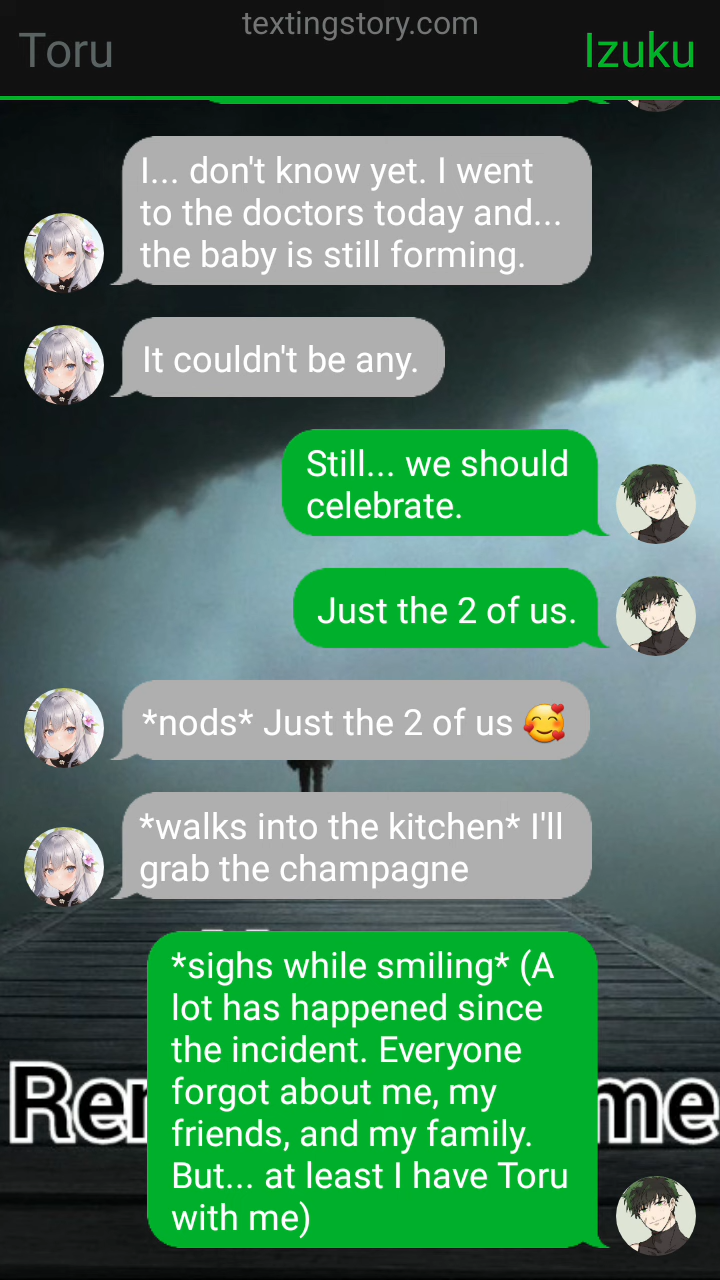 textingstory.com
Toru
Izuku
I... don't know yet. I went
to the doctors today and...
the baby is still forming.
It couldn't be any.
Still... we should
celebrate.
Just the 2 of us.
*nods* Just the 2 of us 🥰
*walks into the kitchen* I'll
grab the champagne
*sighs while smiling* (A
lot has happened since
the incident. Everyone
forgot about me, my
friends, and my family.
But... at least I have Toru
with me)